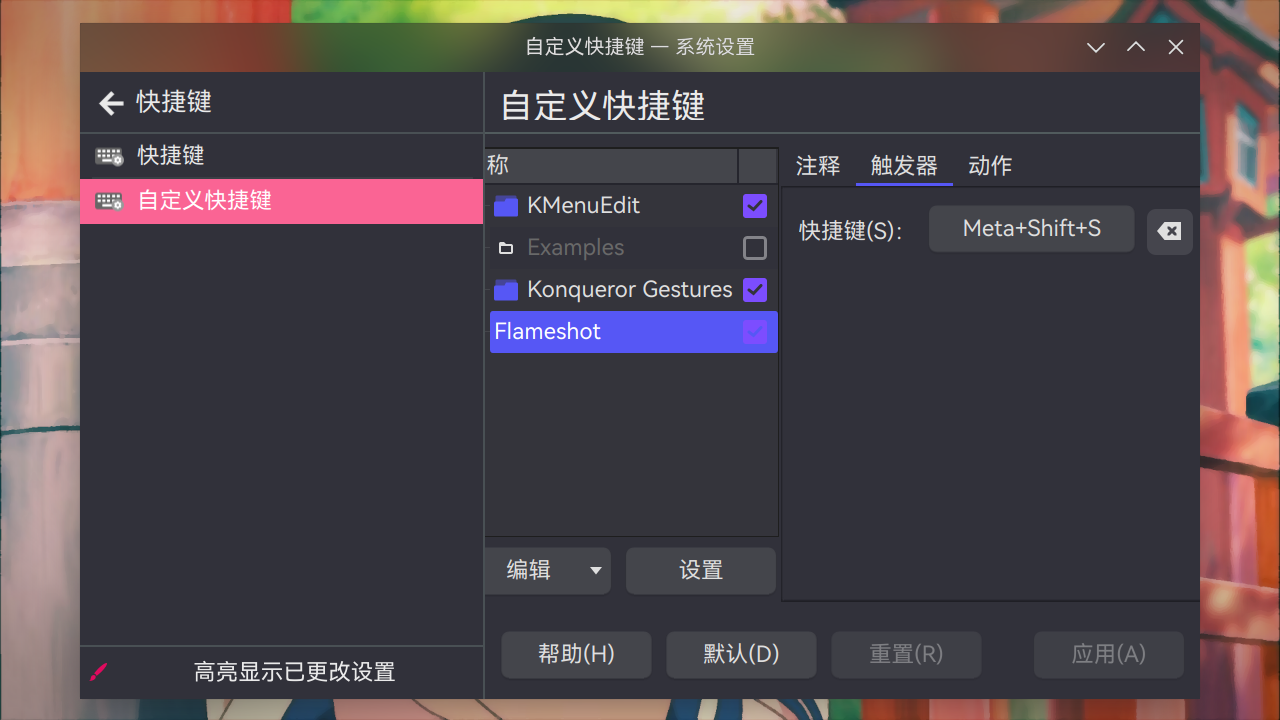 自定义快捷键 — 系统设置
快捷键
快捷键
自定义快捷键
高亮显示已更改设置
自定义快捷键
称
KMenuEdit
Examples
Konqueror Gestures
Flameshot
编辑
设置
注释 触发器 动作
快捷键(S)：
Meta+Shift+S
帮助(H) 默认(D) 重置(R) 应用(A)